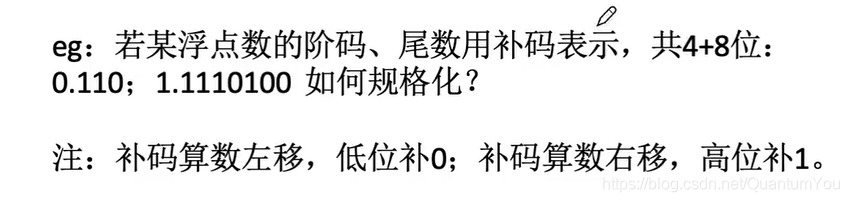 eg：若某浮点数的阶码、尾数用补码表示，共4+8位：
0.110；1.1110100 如何规格化？
注：补码算数左移，低位补0；补码算数右移，高位补1。
https://blog.csdn.net/QuantumYou